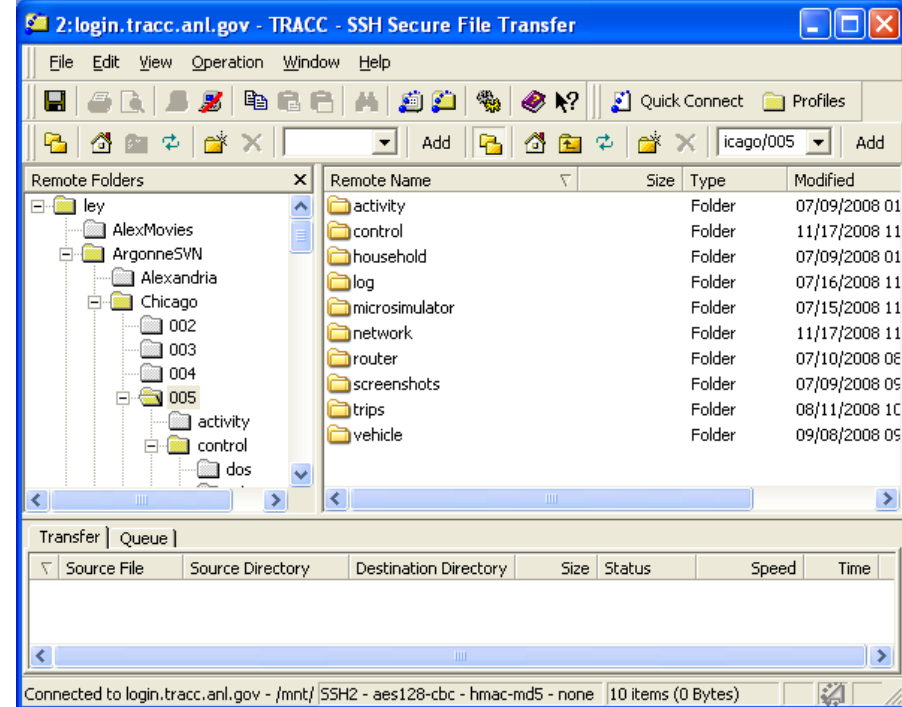 2:login.tracc.anl.gov - TRACC - SSH Secure File Transfer
File Edit View Operation Window Help
Quick Connect Profiles
Add icago/005 Add
Remote Folders X
ley
AlexMovies
ArgonneSVN
Alexandria
Chicago
002
003
004
005
activity
control
dos
Remote Name Size Type Modified
activity Folder 07/09/2008 01
control Folder 11/17/2008 11
household Folder 07/09/2008 01
log Folder 07/16/2008 11
microsimulator Folder 07/15/2008 11
network Folder 11/17/2008 11
router Folder 07/10/2008 08
screenshots Folder 07/09/2008 09
trips Folder 08/11/2008 10
vehicle Folder 09/08/2008 09
Transfer Queue
Source File Source Directory Destination Directory Size Status Speed Time
Connected to login.tracc.anl.gov - /mnt/ SSH2 - aes128-cbc - hmac-md5 - none 10 items (0 Bytes)